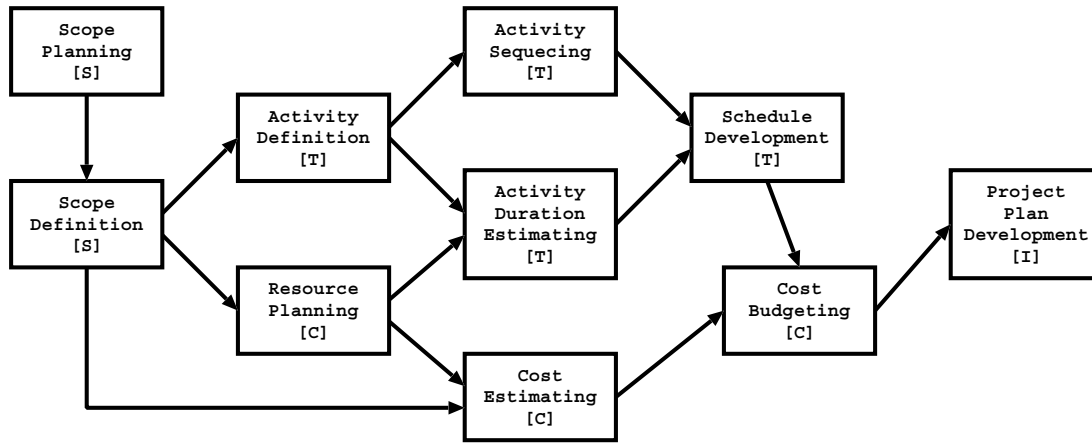 Scope
Planning
[S]
Activity
Sequecing
[T]
Activity
Definition
[T]
Schedule
Development
[T]
Scope
Definition
[S]
Activity
Duration
Estimating
[T]
Project
Plan
Development
[I]
Resource
Planning
[C]
Cost
Budgeting
[C]
Cost
Estimating
[C]